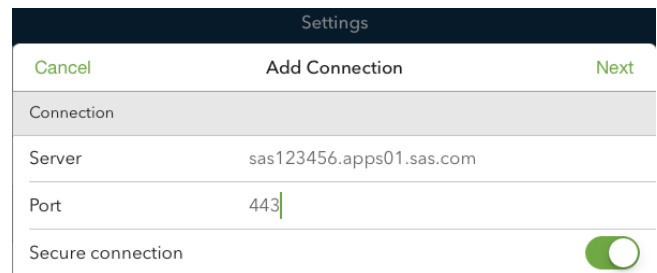 Settings
Cancel Add Connection Next
Connection
Server sas123456.apps01.sas.com
Port 443
Secure connection